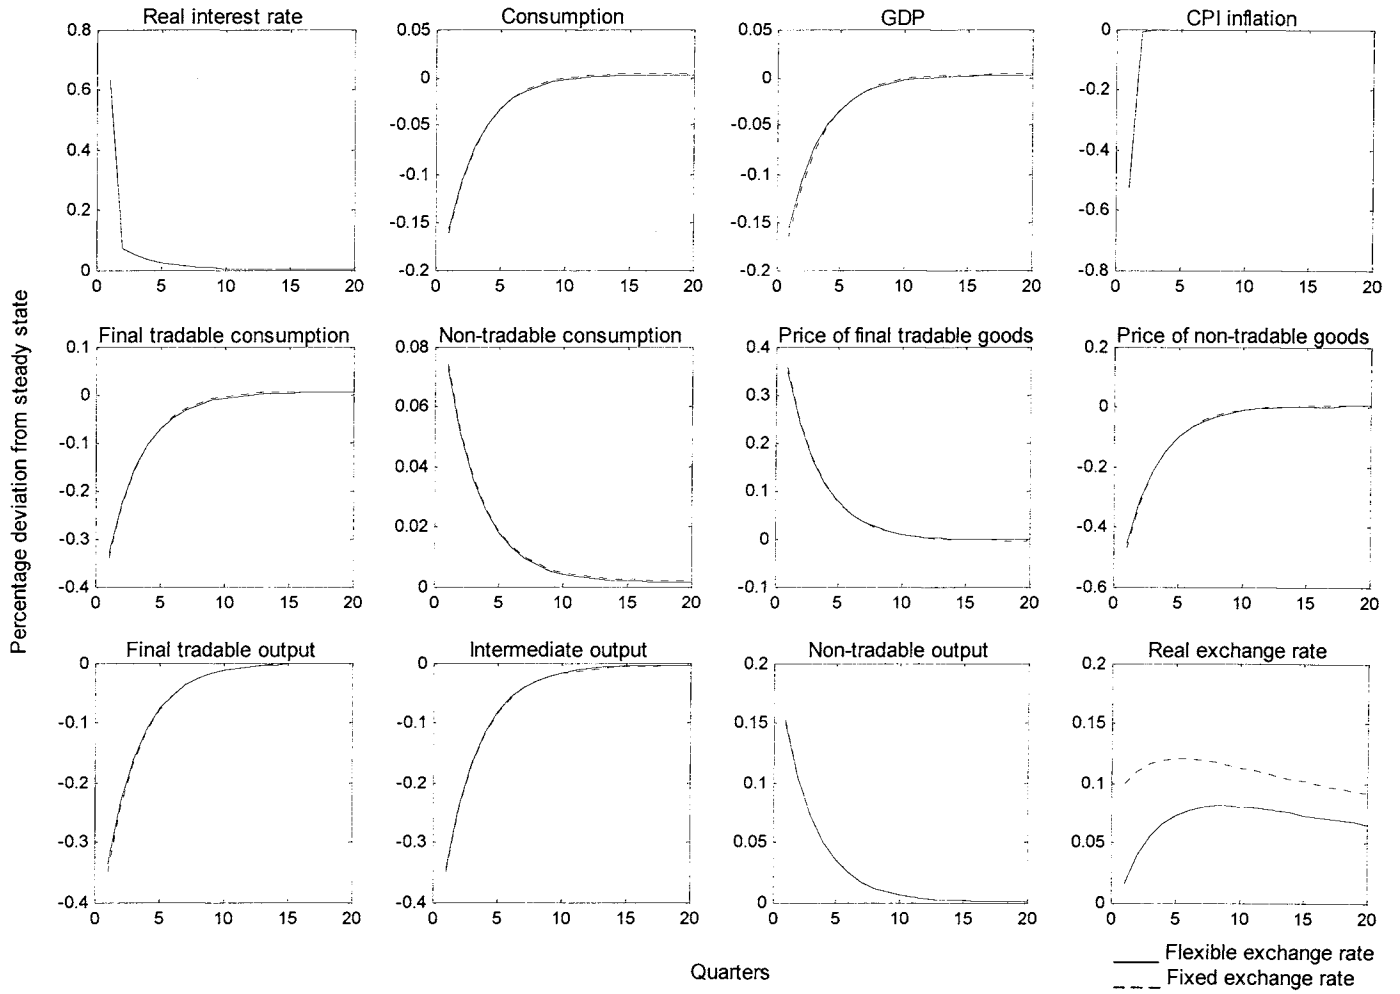 Real interest rate
0.8
0.6
0.4
0.2
0
0 5 10 15 20
Consumption
0.05
0
-0.05
-0.1
-0.15
-0.2
0 5 10 15 20
GDP
0.05
0
-0.05
-0.1
-0.15
-0.2
0 5 10 15 20
CPI inflation
0
-0.2
-0.4
-0.6
-0.8
0 5 10 15 20
Percentage deviation from steady state
Final tradable consumption
0.1
0
-0.1
-0.2
-0.3
-0.4
0 5 10 15 20
Non-tradable consumption
0.08
0.06
0.04
0.02
0
0 5 10 15 20
Price of final tradable goods
0.4
0.3
0.2
0.1
0
-0.1
0 5 10 15 20
Price of non-tradable goods
0.2
0
-0.2
-0.4
-0.6
0 5 10 15 20
Final tradable output
0
-0.1
-0.2
-0.3
-0.4
0 5 10 15 20
Intermediate output
0
-0.1
-0.2
-0.3
-0.4
0 5 10 15 20
Non-tradable output
0.2
0.15
0.1
0.05
0
0 5 10 15 20
Real exchange rate
0.2
0.15
0.1
0.05
0
0 5 10 15 20
Quarters
Flexible exchange rate
Fixed exchange rate